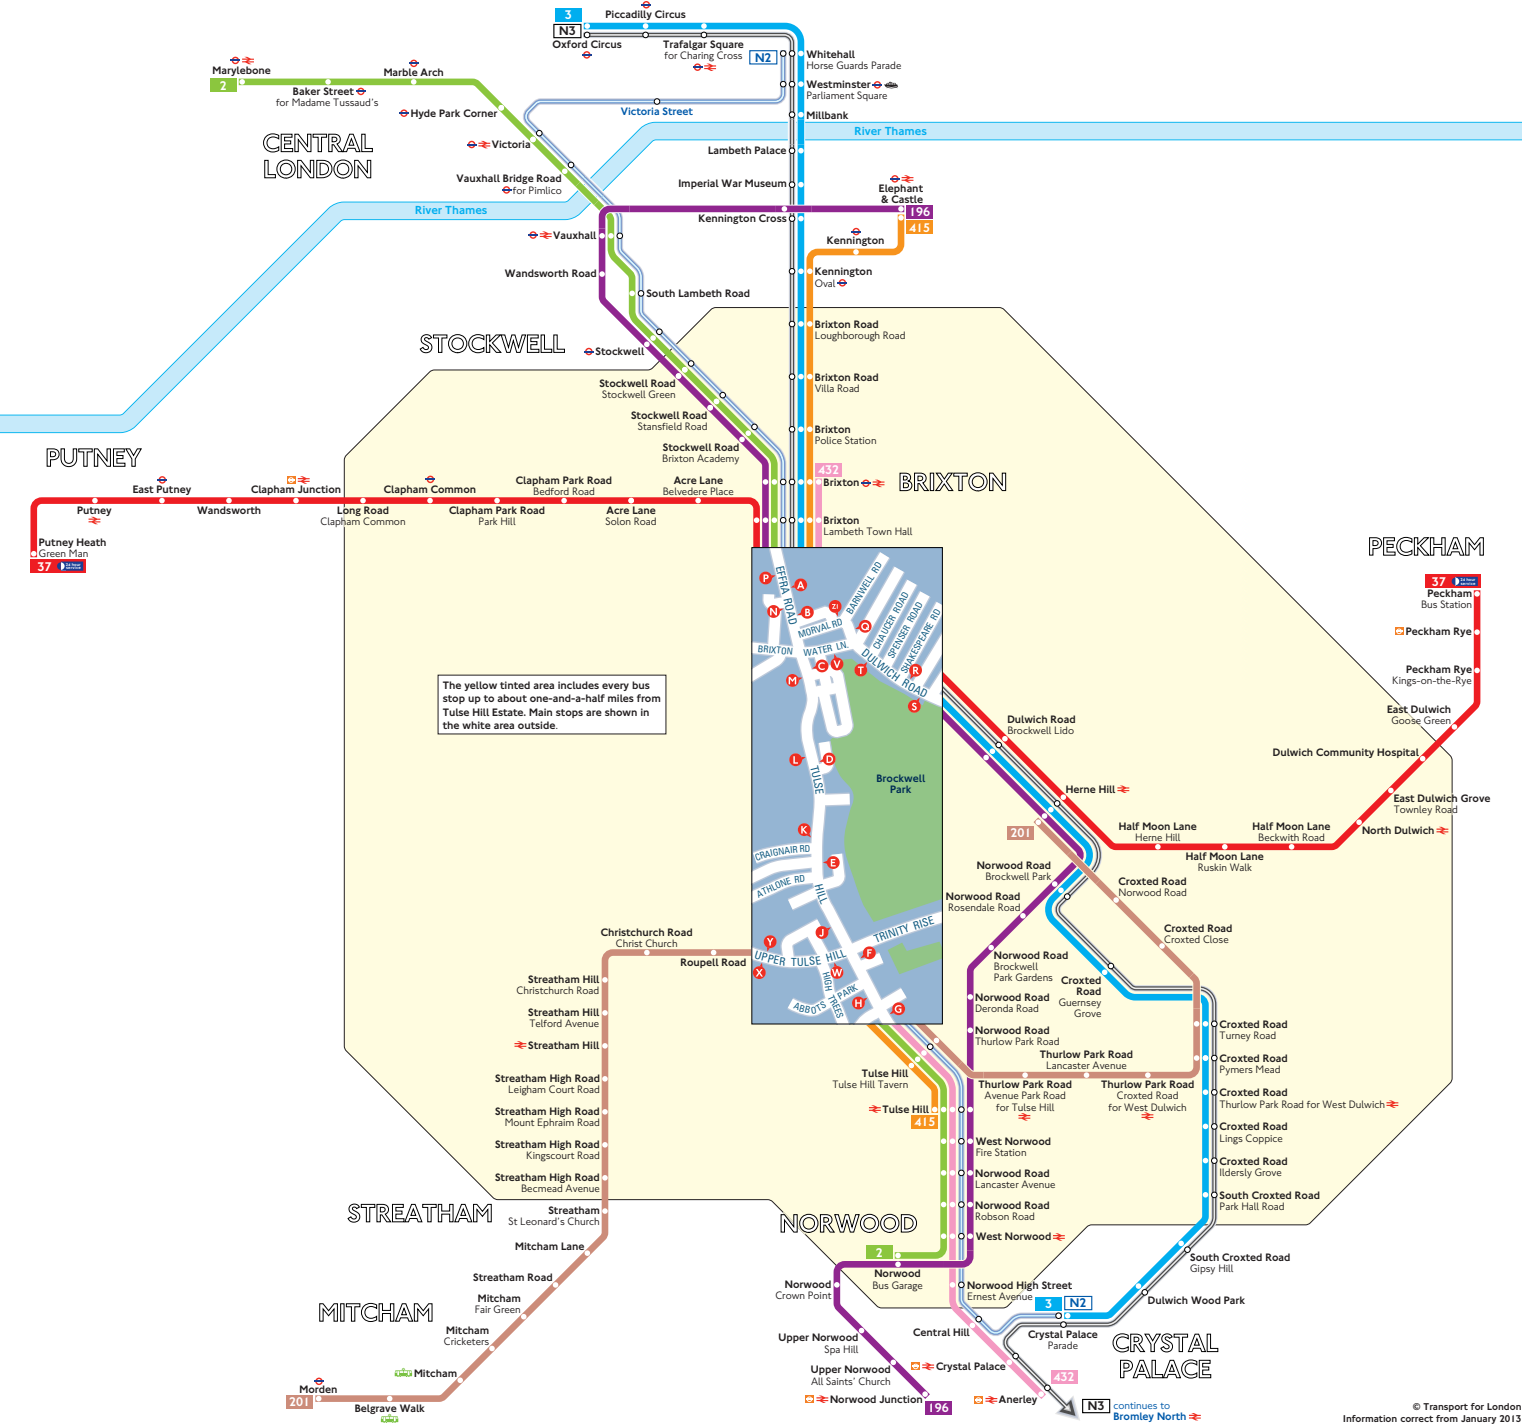 3
Piccadilly Circus
N3
Oxford Circus
Trafalgar Square
for Charing Cross
N2
Whitehall
Horse Guards Parade
Westminster
Parliament Square
Millbank
Victoria Street
River Thames
Marylebone
2
Baker Street
for Madame Tussaud's
Marble Arch
Hyde Park Corner
CENTRAL
LONDON
Victoria
Vauxhall Bridge Road
for Pimlico
River Thames
Lambeth Palace
Imperial War Museum
Kennington Cross
Elephant
& Castle
196
415
Kennington
Vauxhall
Wandsworth Road
South Lambeth Road
Kennington
Oval
STOCKWELL
Stockwell
Stockwell Road
Stockwell Green
Stockwell Road
Stansfield Road
Stockwell Road
Brixton Academy
Brixton Road
Loughborough Road
Brixton Road
Villa Road
Brixton
Police Station
432
Brixton
BRIXTON
Brixton
Lambeth Town Hall
PUTNEY
East Putney
Clapham Junction
Clapham Common
Clapham Park Road
Bedford Road
Acre Lane
Belvedere Place
Putney
Wandsworth
Long Road
Clapham Common
Clapham Park Road
Park Hill
Acre Lane
Solon Road
Putney Heath
Green Man
37
24 hour
service
PECKHAM
37
24 hour
service
Peckham
Bus Station
Peckham Rye
Peckham Rye
Kings-on-the-Rye
East Dulwich
Goose Green
Dulwich Community Hospital
East Dulwich Grove
Townley Road
North Dulwich
Half Moon Lane
Beckwith Road
Half Moon Lane
Ruskin Walk
Half Moon Lane
Herne Hill
Herne Hill
Dulwich Road
Brockwell Lido
The yellow tinted area includes every bus
stop up to about one-and-a-half miles from
Tulse Hill Estate. Main stops are shown in
the white area outside.
P
A
N
B
Z1
Q
C
V
T
R
M
S
L
D
K
E
J
Y
F
X
W
H
G
EFFRA ROAD
BARNWELL RD
MORVAL RD
CHAUCER ROAD
SPENSER ROAD
SHAKESPEARE RD
BRIXTON WATER LN.
DULWICH ROAD
TULSE
HILL
Brockwell
Park
CRAIGNAIR RD
ATHLONE RD
TRINITY RISE
UPPER TULSE HILL
HIGH TREES
ABBOTS PARK
201
Norwood Road
Brockwell Park
Norwood Road
Rosendale Road
Croxted Road
Norwood Road
Croxted Road
Croxted Close
Norwood Road
Brockwell
Park Gardens
Croxted
Road
Guernsey
Grove
Norwood Road
Deronda Road
Norwood Road
Thurlow Park Road
Thurlow Park Road
Lancaster Avenue
Thurlow Park Road
Avenue Park Road
for Tulse Hill
Thurlow Park Road
Croxted Road
for West Dulwich
Croxted Road
Turney Road
Croxted Road
Pymers Mead
Croxted Road
Thurlow Park Road for West Dulwich
Croxted Road
Lings Coppice
Croxted Road
Ildersly Grove
South Croxted Road
Park Hall Road
South Croxted Road
Gipsy Hill
Dulwich Wood Park
Christchurch Road
Christ Church
Roupell Road
Streatham Hill
Christchurch Road
Streatham Hill
Telford Avenue
Streatham Hill
Streatham High Road
Leigham Court Road
Streatham High Road
Mount Ephraim Road
Streatham High Road
Kingscourt Road
Streatham High Road
Becmead Avenue
STREATHAM
Streatham
St Leonard's Church
Mitcham Lane
Streatham Road
MITCHAM
Mitcham
Fair Green
Mitcham
Cricketers
Mitcham
Morden
201
Belgrave Walk
Tulse Hill
Tulse Hill Tavern
Tulse Hill
415
West Norwood
Fire Station
Norwood Road
Lancaster Avenue
Norwood Road
Robson Road
West Norwood
NORWOOD
2
Norwood
Bus Garage
Norwood
Crown Point
Norwood High Street
Ernest Avenue
Upper Norwood
Spa Hill
Upper Norwood
All Saints' Church
Norwood Junction
196
Central Hill
Crystal Palace
Anerley
432
3
N2
Crystal Palace
Parade
CRYSTAL
PALACE
N3
continues to
Bromley North
© Transport for London
Information correct from January 2013